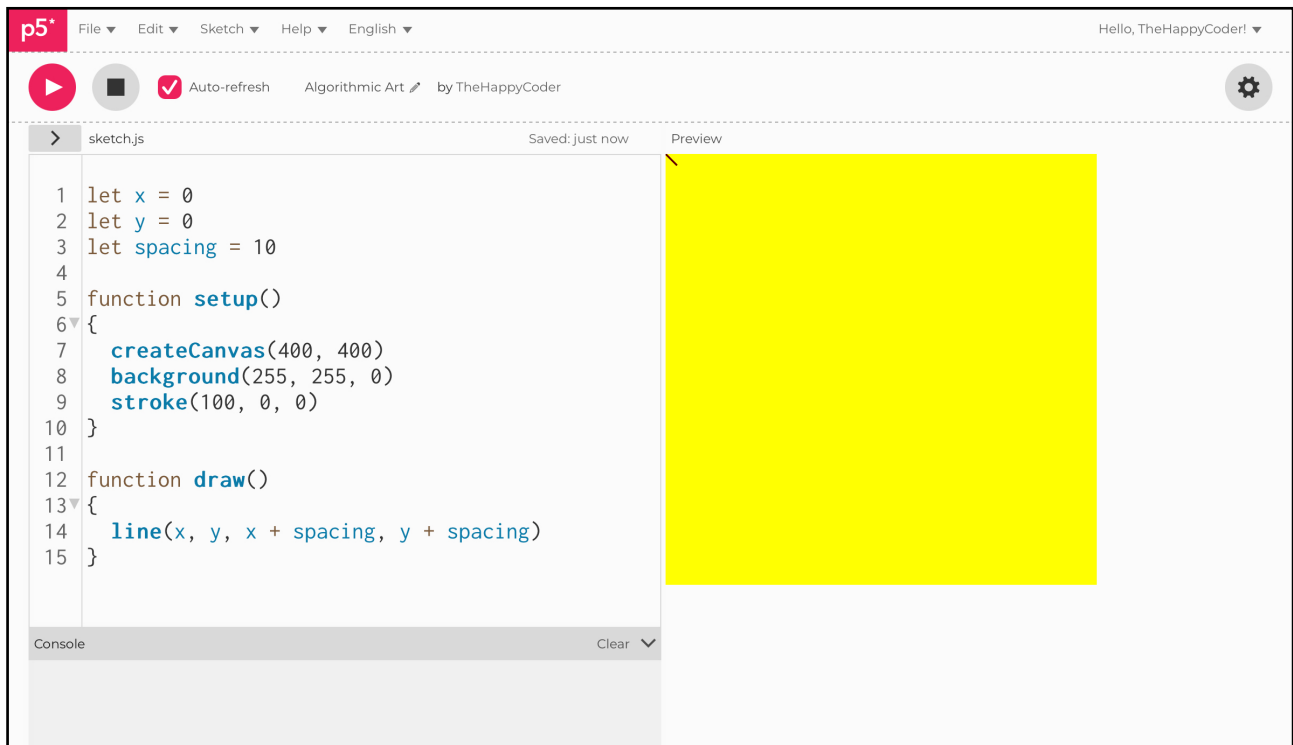 p5* File Edit Sketch Help English Hello, TheHappyCoder!
Auto-refresh Algorithmic Art by TheHappyCoder
sketch.js Saved: just now Preview
1 let x = 0
2 let y = 0
3 let spacing = 10
4
5 function setup()
6 {
7 createCanvas(400, 400)
8 background(255, 255, 0)
9 stroke(100, 0, 0)
10 }
11
12 function draw()
13 {
14 line(x, y, x + spacing, y + spacing)
15 }
Console Clear